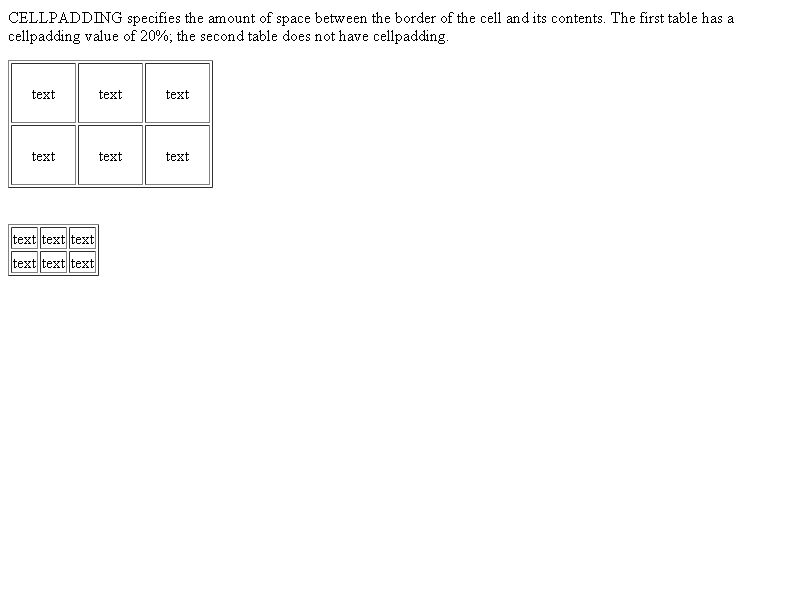 CELLPADDING specifies the amount of space between the border of the cell and its contents. The first table has a
cellpadding value of 20%; the second table does not have cellpadding.
text text text
text text text
text text text
text text text